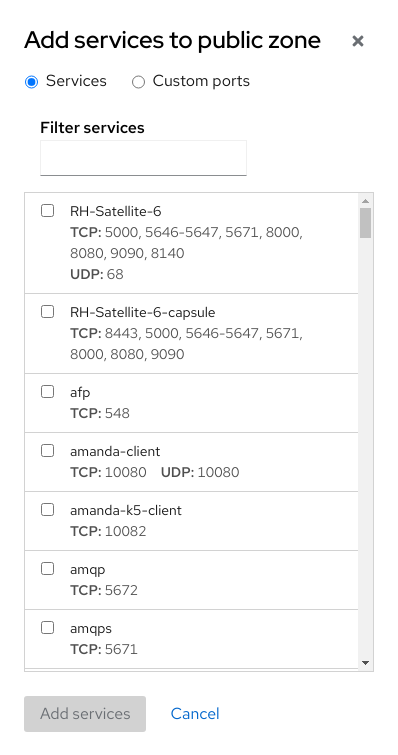 Add services to public zone
Services
Custom ports
Filter services
RH-Satellite-6
TCP: 5000, 5646-5647, 5671, 8000,
8080, 9090, 8140
UDP: 68
RH-Satellite-6-capsule
TCP: 8443, 5000, 5646-5647, 5671,
8000, 8080, 9090
afp
TCP: 548
amanda-client
TCP: 10080 UDP: 10080
amanda-k5-client
TCP: 10082
amqp
TCP: 5672
amqps
TCP: 5671
Add services
Cancel